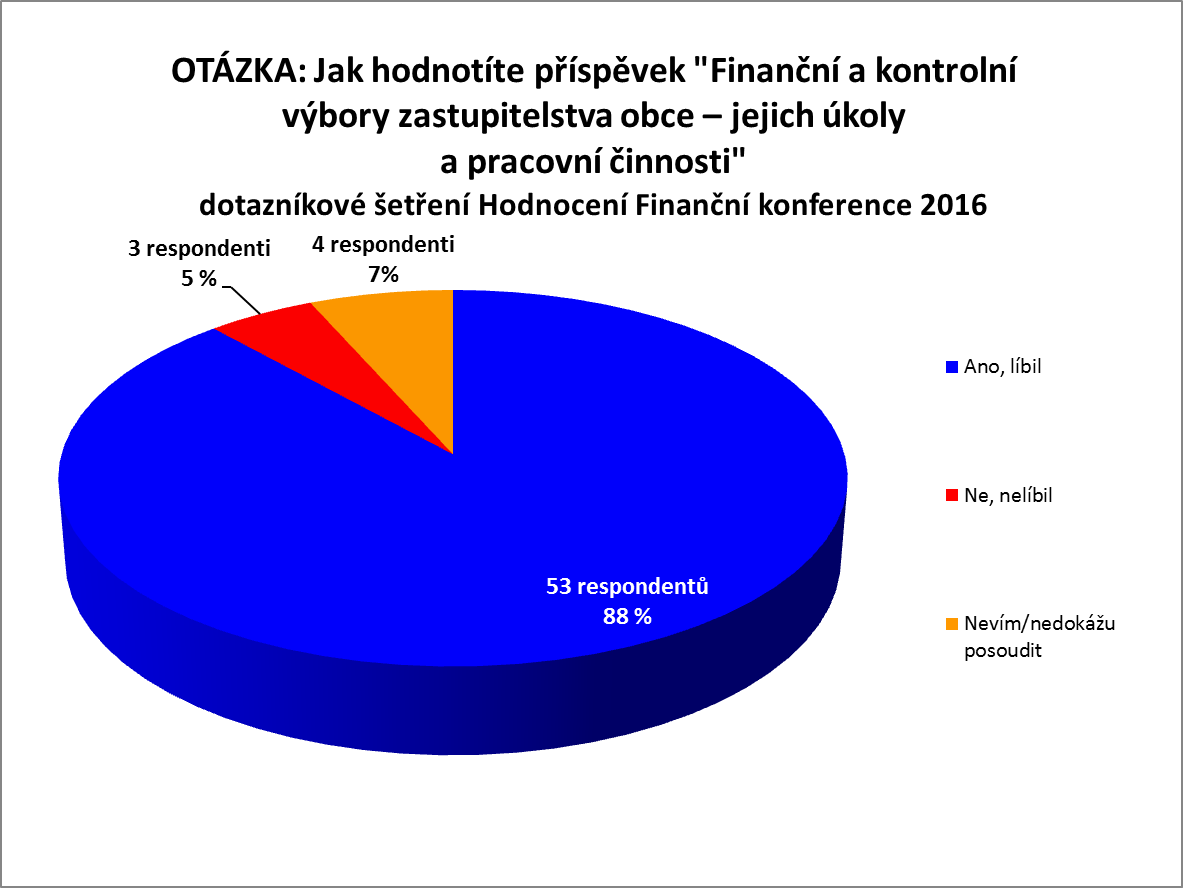 OTÁZKA: Jak hodnotíte příspěvek "Finanční a kontrolní
výbory zastupitelstva obce – jejich úkoly
a pracovní činnosti"
dotazníkové šetření Hodnocení Finanční konference 2016
3 respondenti
5 %
4 respondenti
7%
53 respondentů
88 %
Ano, líbil
Ne, nelíbil
Nevím/nedokážu
posoudit